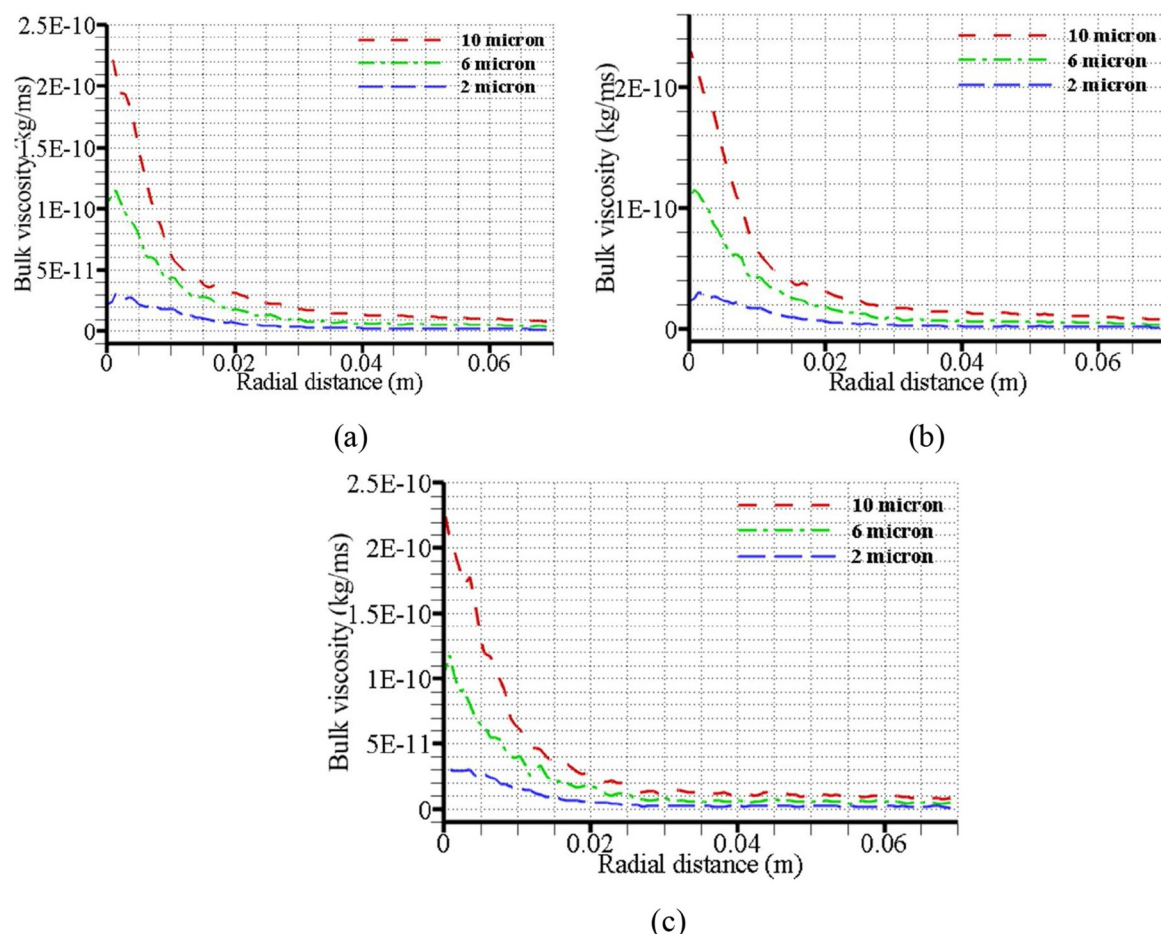 2.5E-10
2E-10
1.5E-10
1E-10
5E-11
0
Bulk viscosity (kg/ms)
10 micron
6 micron
2 micron
0
0.02
0.04
0.06
Radial distance (m)
(a)
2E-10
1E-10
0
Bulk viscosity (kg/ms)
10 micron
6 micron
2 micron
0
0.02
0.04
0.06
Radial distance (m)
(b)
2.5E-10
2E-10
1.5E-10
1E-10
5E-11
0
Bulk viscosity (kg/ms)
10 micron
6 micron
2 micron
0
0.02
0.04
0.06
Radial distance (m)
(c)